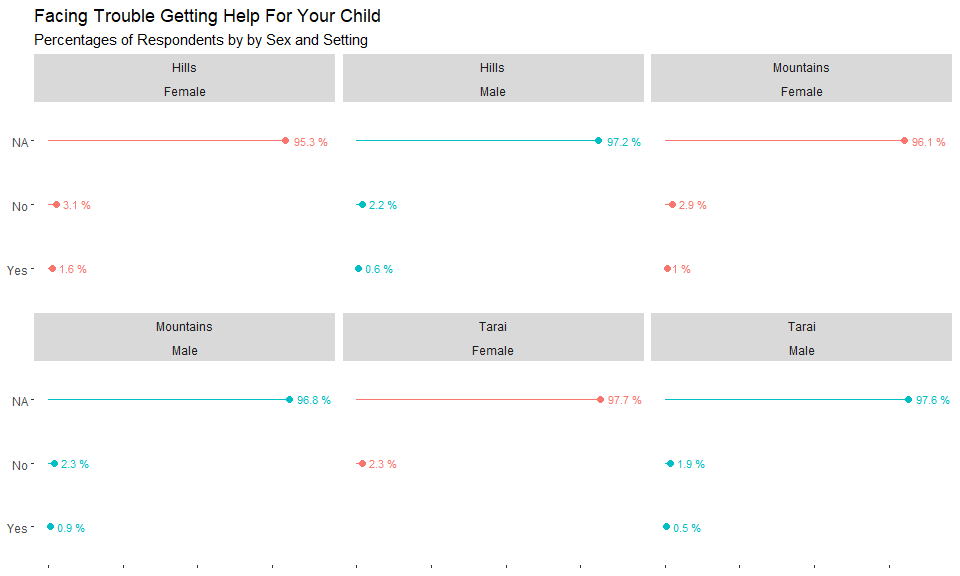 Facing Trouble Getting Help For Your Child
Percentages of Respondents by by Sex and Setting
Hills
Female
Hills
Male
Mountains
Female
NA
95.3 %
97.2 %
96.1 %
No
3.1 %
2.2 %
2.9 %
Yes
1.6 %
0.6 %
1 %
Mountains
Male
Tarai
Female
Tarai
Male
NA
96.8 %
97.7 %
97.6 %
No
2.3 %
2.3 %
1.9 %
Yes
0.9 %
0.5 %